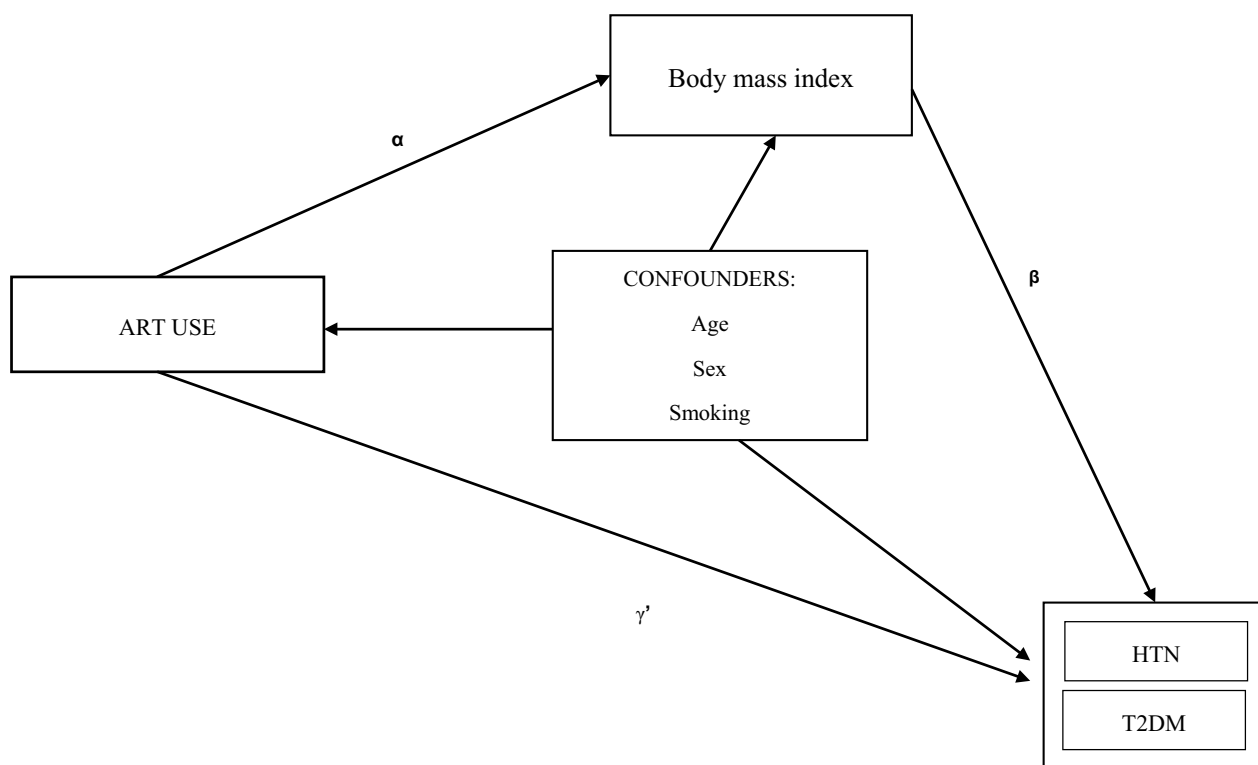 Body mass index
α
CONFOUNDERS:
Age
Sex
Smoking
ART USE
β
γ’
HTN
T2DM